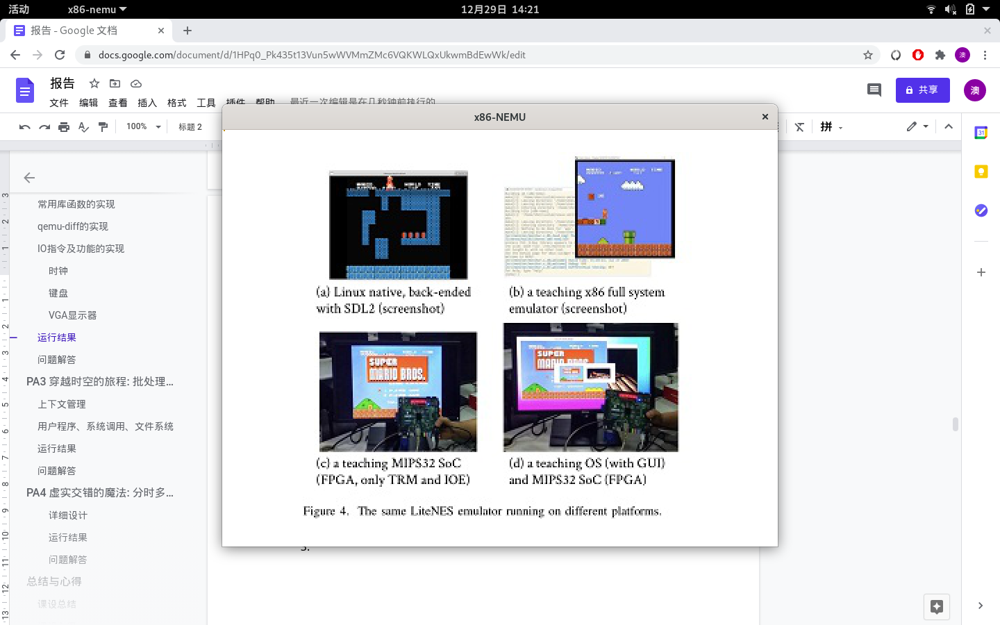 活动
x86-nemu
12月29日 14:21
报告 - Google 文档
docs.google.com/document/d/1HPq0_Pk435t13Vun5wWVMmZMc6VQKWLQxUkwmBdEwWk/edit
澳
报告
文件 编辑 查看 插入 格式 工具 插件 帮助 最近一次编辑是在几秒钟前执行的
共享
澳
100% 标题 2
拼
31
x86-NEMU
常用库函数的实现
qemu-diff的实现
IO指令及功能的实现
时钟
键盘
VGA显示器
运行结果
问题解答
PA3 穿越时空的旅程: 批处理...
上下文管理
用户程序、系统调用、文件系统
运行结果
问题解答
PA4 虚实交错的魔法: 分时多...
详细设计
运行结果
问题解答
总结与心得
课设总结
3 2 1 1 2 3 4 5 6 7 8 9 10 11 12 13
(a) Linux native, back-ended
with SDL2 (screenshot)
(b) a teaching x86 full system
emulator (screenshot)
SUPER
MARIO BROS.
SUPER
MARIO BROS.
(c) a teaching MIPS32 SoC
(FPGA, only TRM and IOE)
(d) a teaching OS (with GUI)
and MIPS32 SoC (FPGA)
Figure 4. The same LiteNES emulator running on different platforms.